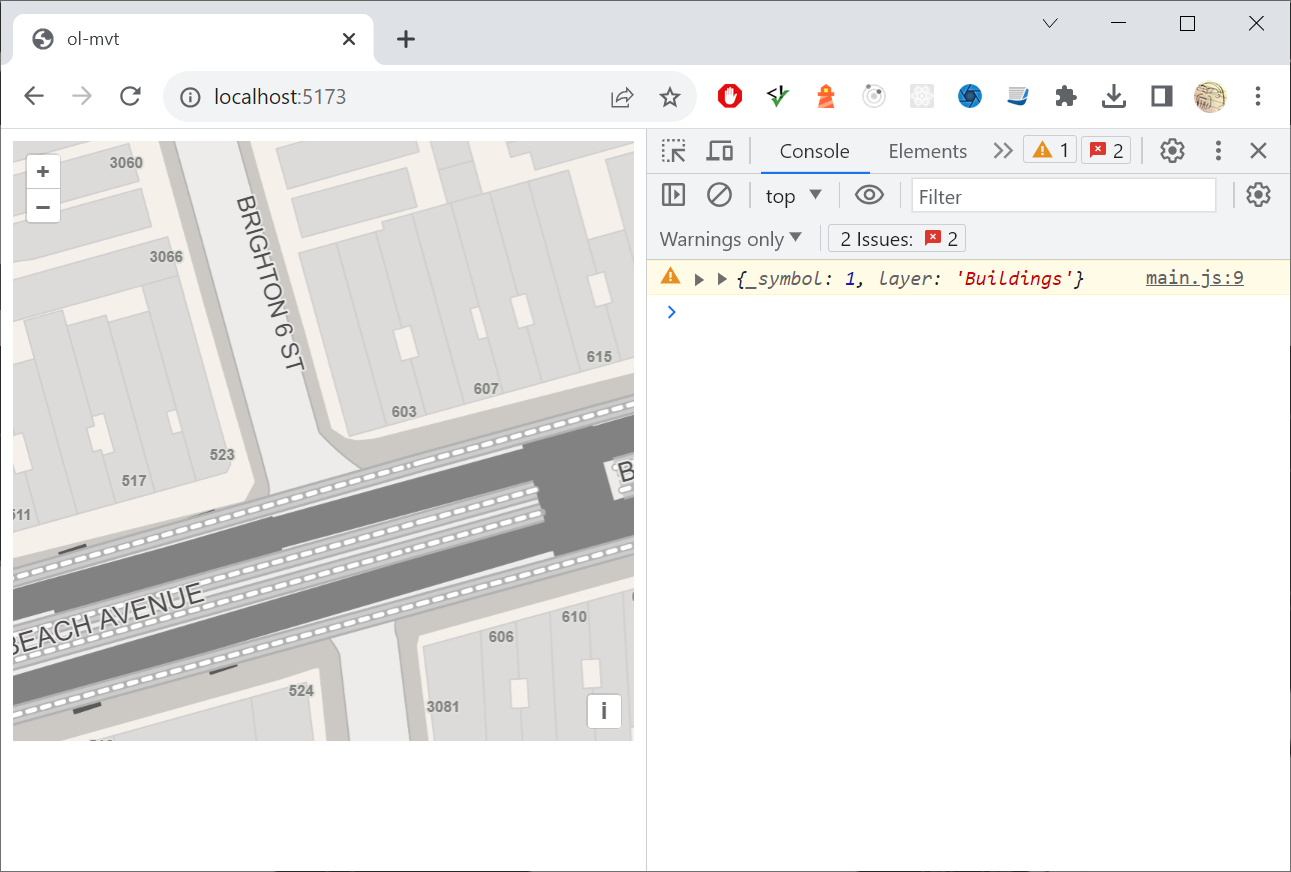 ol-mvt
localhost:5173
3060
+
−
BRIGHTON 6 ST
3066
615
607
603
523
517
511
B
BEACH AVENUE
610
606
524
3081
i
Console
Elements
1
2
top
Filter
Warnings only
2 Issues:
2
{_symbol: 1, layer: 'Buildings'}
main.js:9